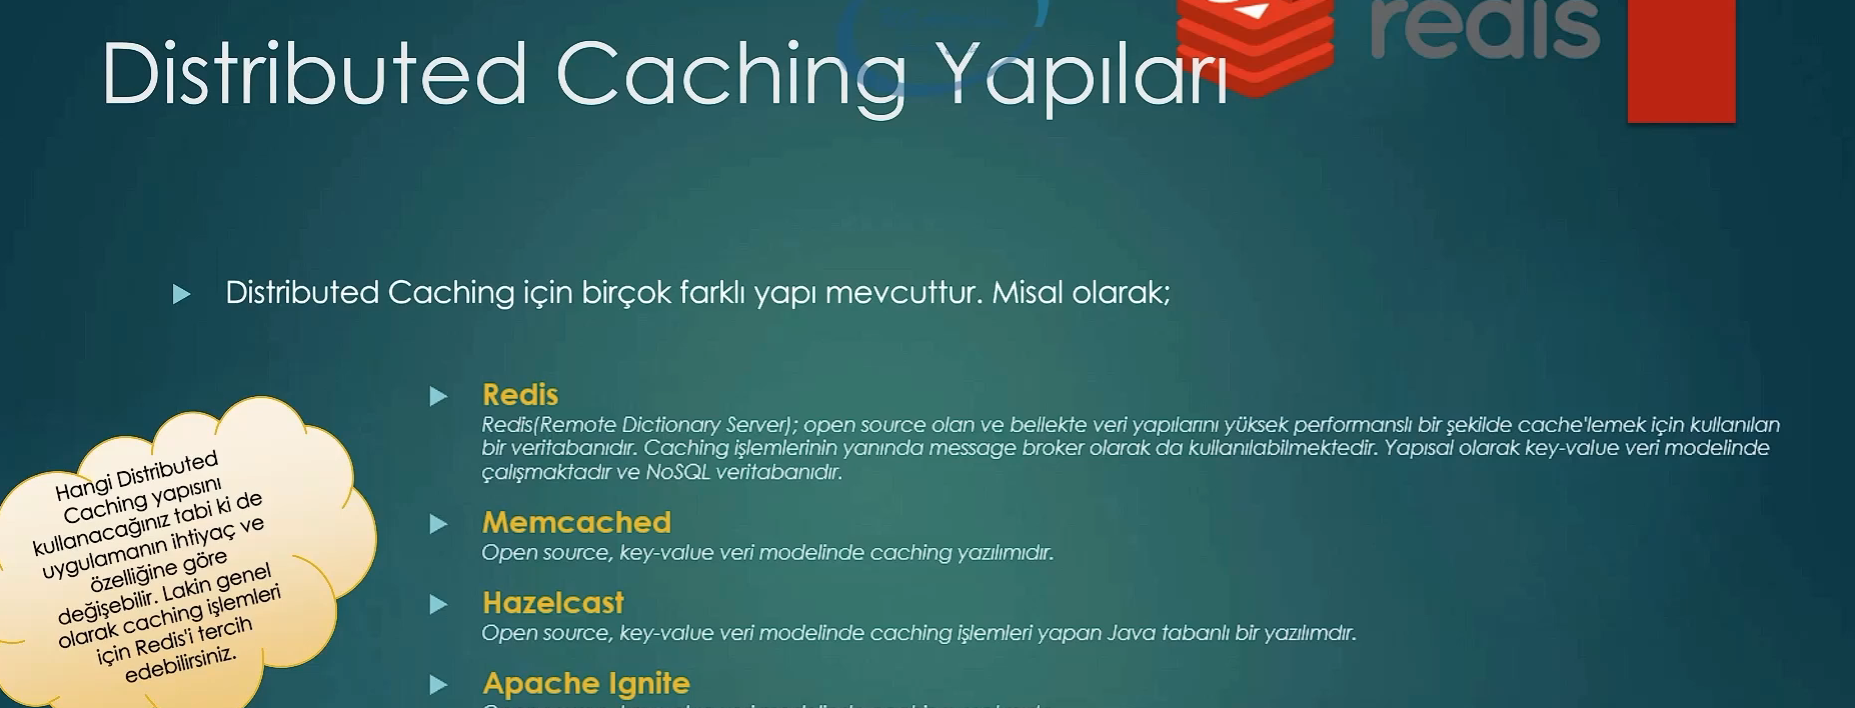 redis
Distributed Caching Yapıları
Distributed Caching için birçok farklı yapı mevcuttur. Misal olarak;
Redis
Redis(Remote Dictionary Server); open source olan ve bellekte veri yapılarını yüksek performanslı bir şekilde cache'lemek için kullanılan
bir veritabanıdır. Caching işlemlerinin yanında message broker olarak da kullanılabilmektedir. Yapısal olarak key-value veri modelinde
çalışmaktadır ve NoSQL veritabanıdır.
Memcached
Open source, key-value veri modelinde caching yazılımıdır.
Hazelcast
Open source, key-value veri modelinde caching işlemleri yapan Java tabanlı bir yazılımdır.
Apache Ignite
Hangi Distributed
Caching yapısını
kullanacağınız tabi ki de
uygulamanın ihtiyaç ve
özelliğine göre
değişebilir. Lakin genel
olarak caching işlemleri
için Redis'i tercih
edebilirsiniz.